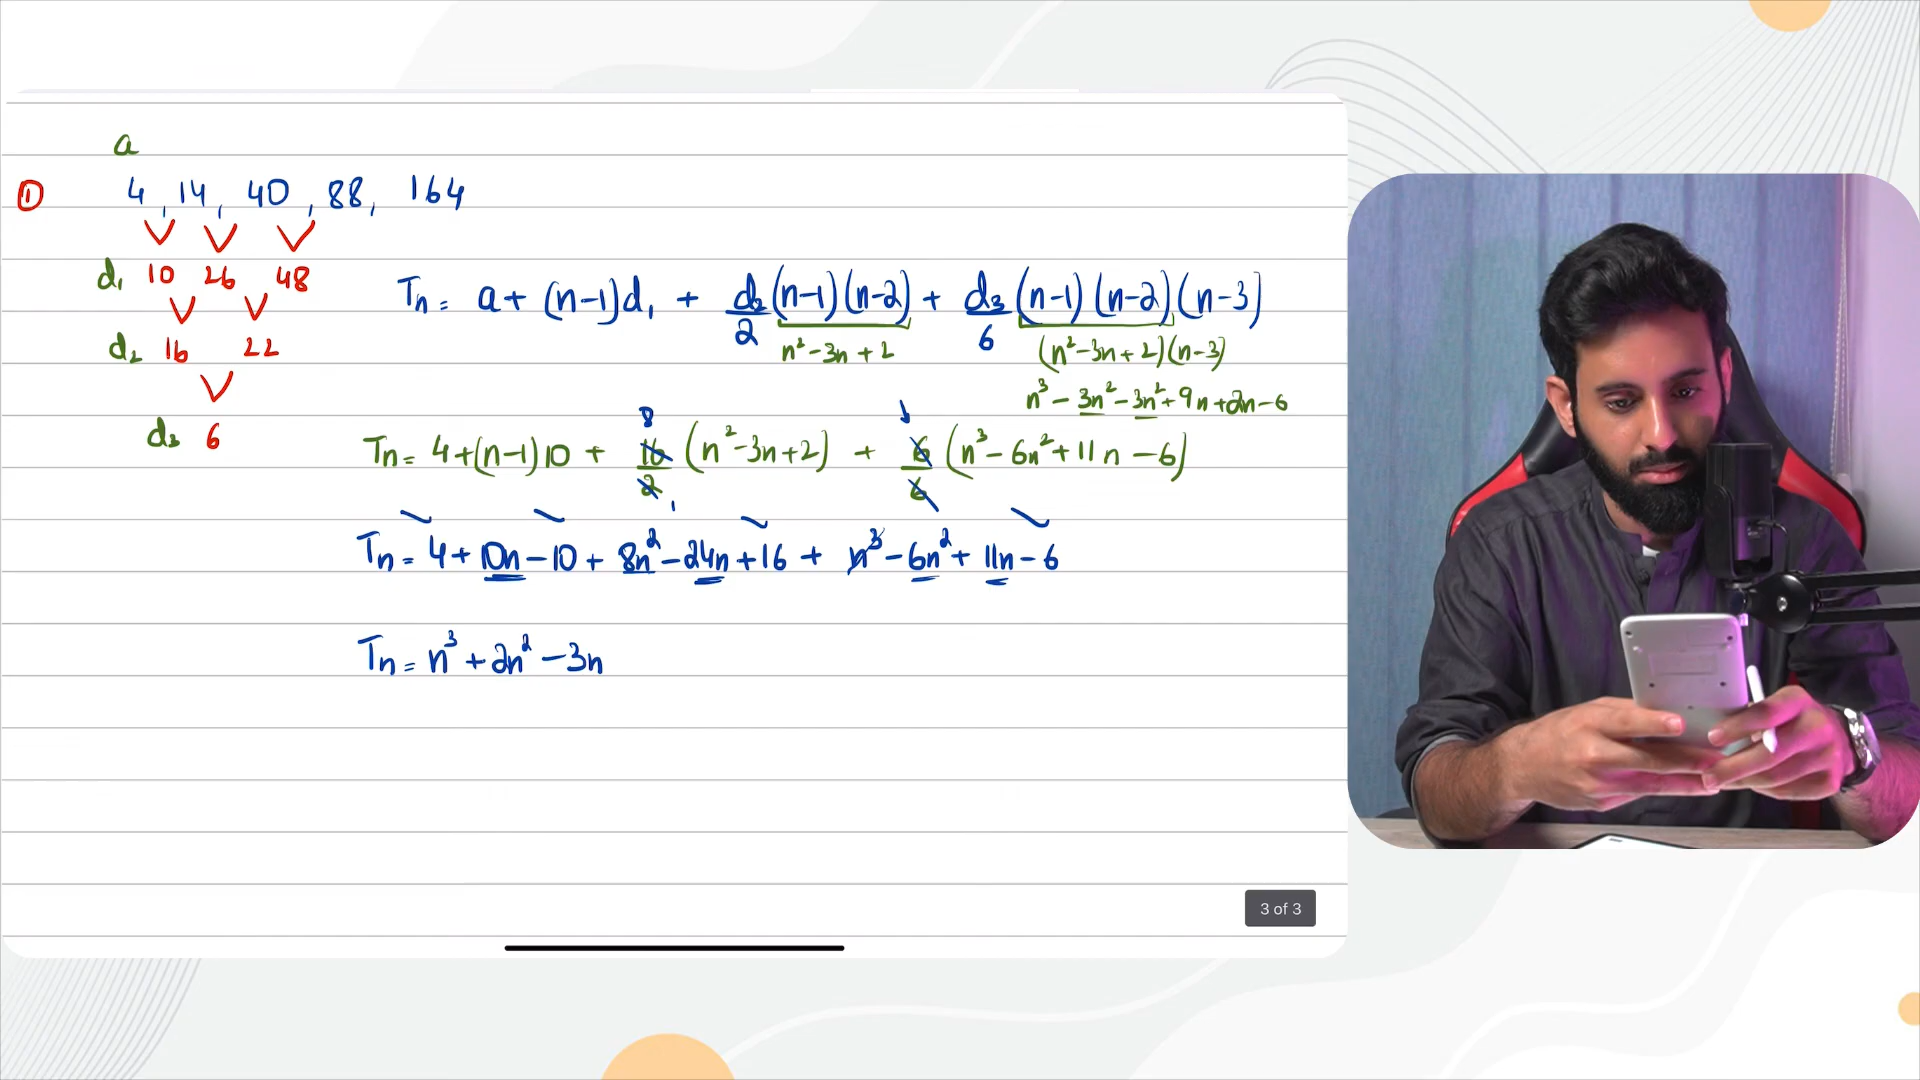 a
① 4, 14, 40, 88, 164
d₁ 10 26 48
Tn = a + (n-1)d₁ + d₂/2 (n-1)(n-2) + d₃/6 (n-1)(n-2)(n-3)
d₂ 16 22
n² - 3n + 2
(n² - 3n + 2)(n-3)
n³ - 3n² - 3n² + 9n + 2n - 6
d₃ 6
8 1
Tn = 4 + (n-1)10 + 16/2 (n² - 3n + 2) + 6/6 (n³ - 6n² + 11n - 6)
1
Tn = 4 + 10n - 10 + 8n² - 24n + 16 + n³ - 6n² + 11n - 6
Tn = n³ + 2n² - 3n
3 of 3